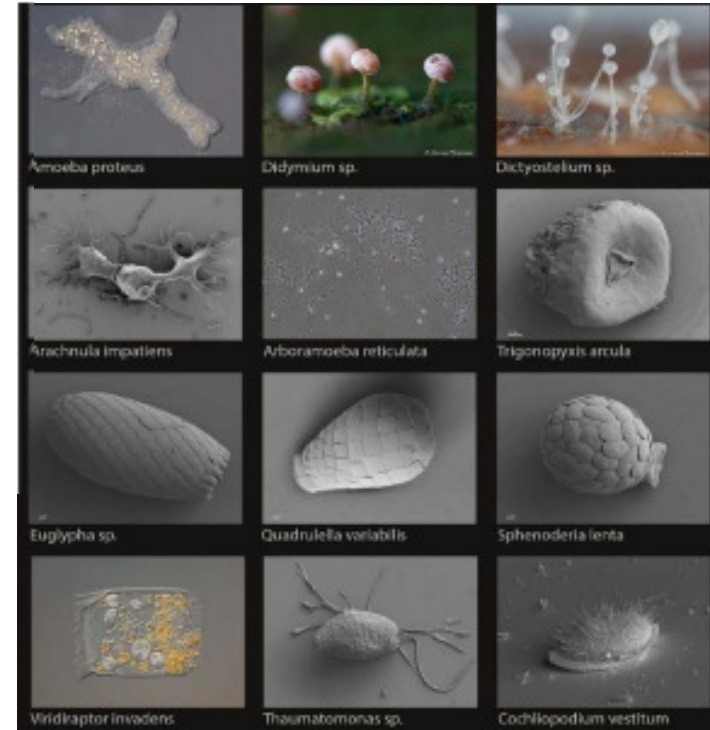 Amoeba proteus
Didymium sp.
Dictyostelium sp.
Arachnula impatiens
Arboramoeba reticulata
Trigonopyxis arcula
Euglypha sp.
Quadrulella variabilis
Sphenoderia lenta
Viridiraptor invadens
Thaumatomonas sp.
Cochliopodium vestitum